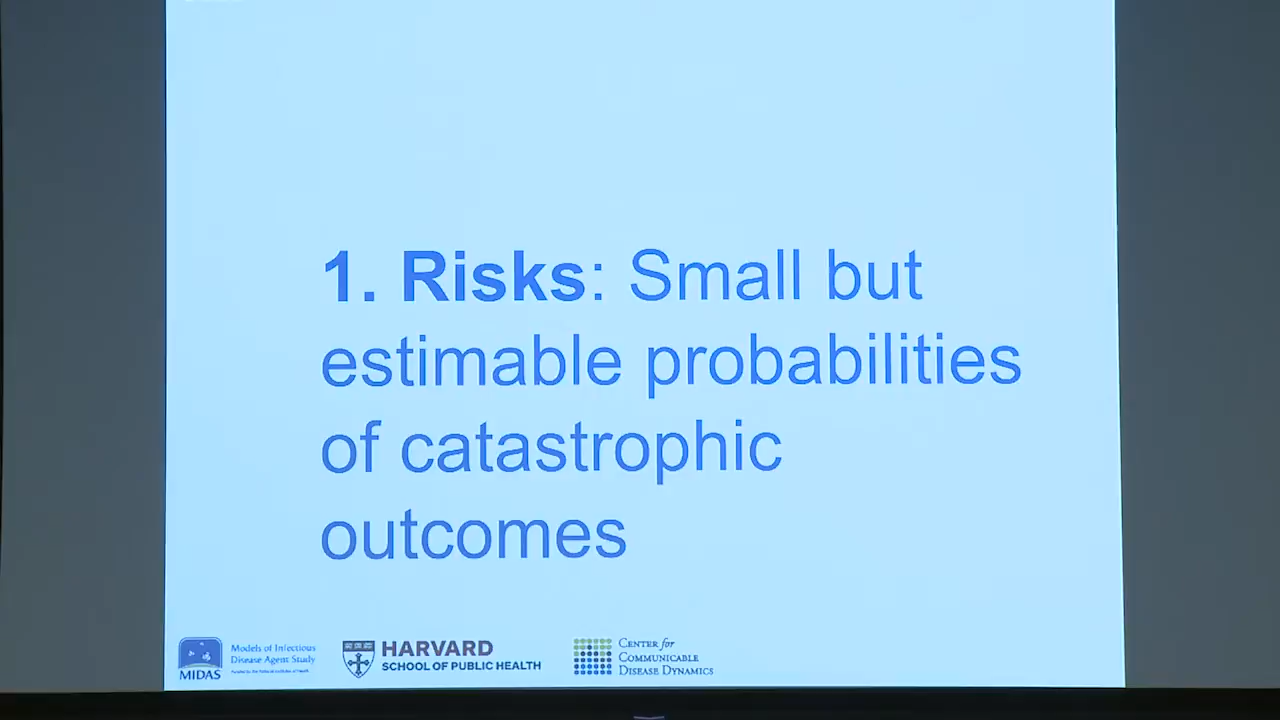 1. Risks: Small but
estimable probabilities
of catastrophic
outcomes
MIDAS
Models of Infectious
Disease Agent Study
HARVARD
SCHOOL OF PUBLIC HEALTH
CENTER for
COMMUNICABLE
DISEASE DYNAMICS